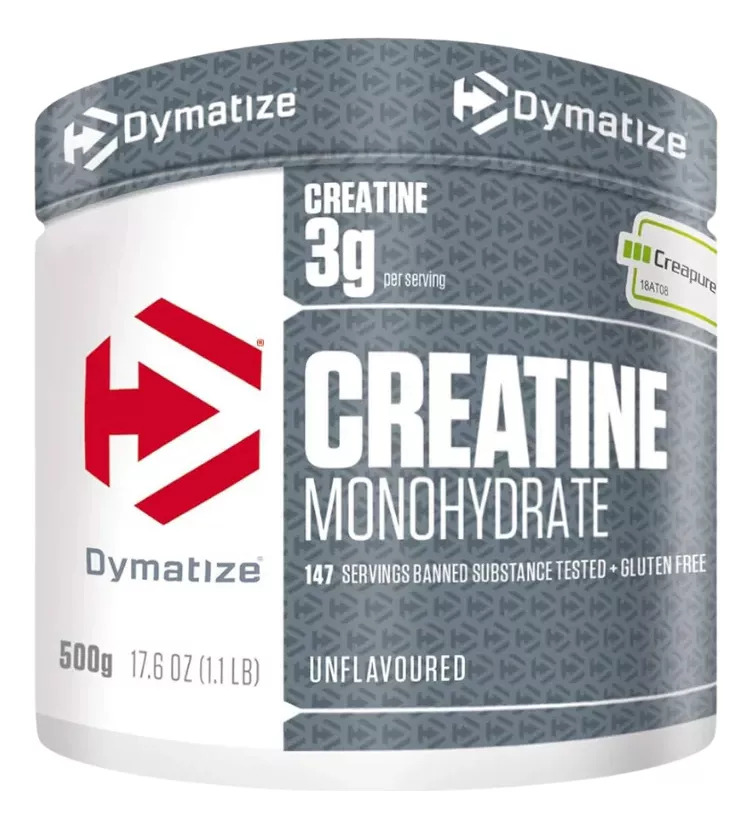 Dymatize
Dymatize
CREATINE
3g per serving
Creapure
18AT08
CREATINE
MONOHYDRATE
147 SERVINGS BANNED SUBSTANCE TESTED + GLUTEN FREE
UNFLAVOURED
Dymatize
500g 17.6 OZ (1.1 LB)